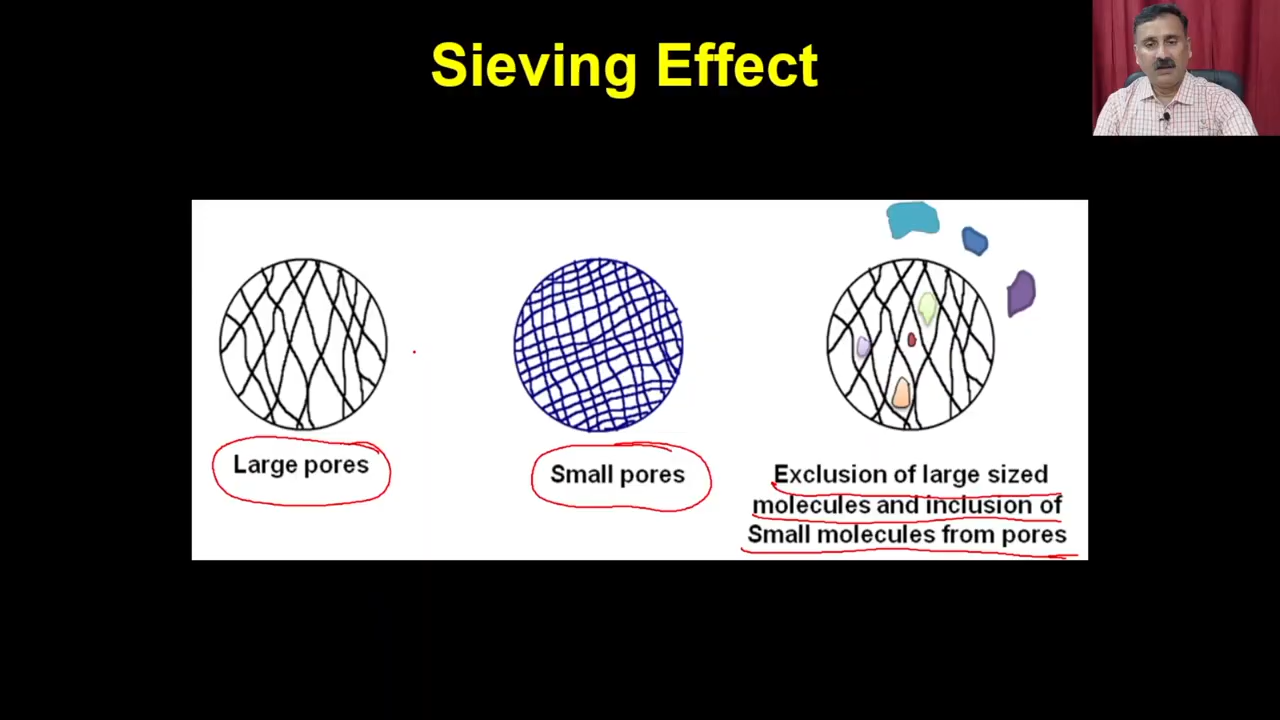 Sieving Effect
Large pores
Small pores
Exclusion of large sized
molecules and inclusion of
Small molecules from pores